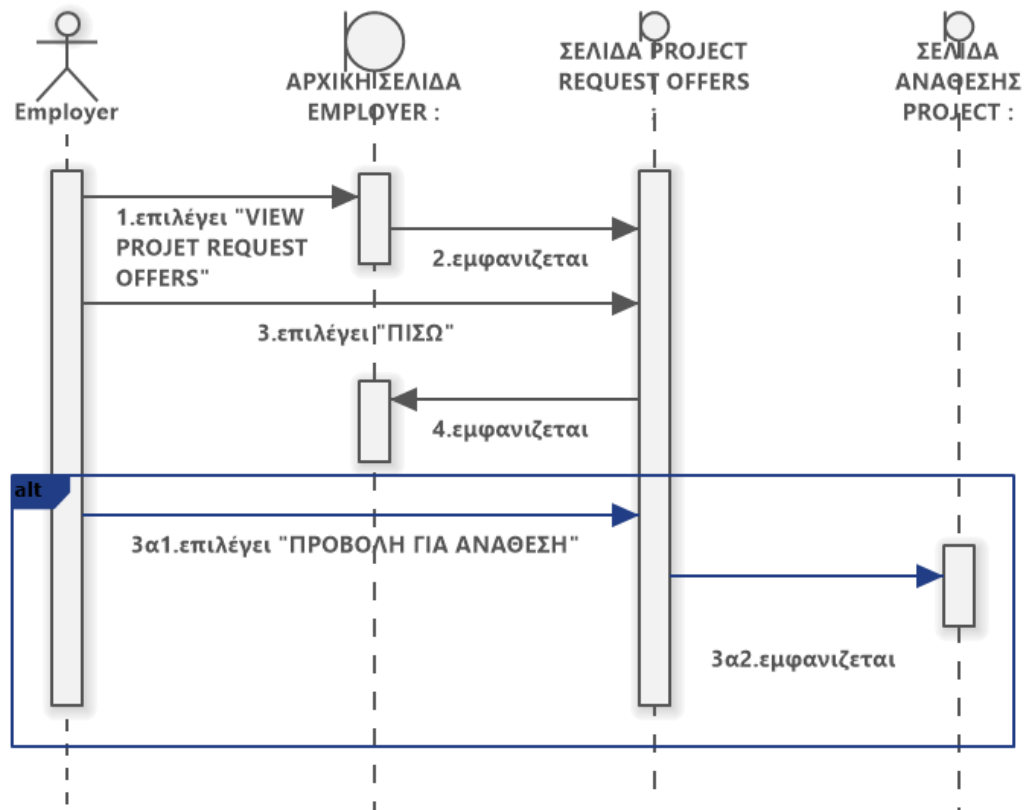 Employer
ΑΡΧΙΚΗ ΣΕΛΙΔΑ
EMPLOYER :
ΣΕΛΙΔΑ PROJECT
REQUEST OFFERS
:
ΣΕΛΙΔΑ
ΑΝΑΘΕΣΗΣ
PROJECT :
1.επιλέγει "VIEW
PROJET REQUEST
OFFERS"
2.εμφανιζεται
3.επιλέγει "ΠΙΣΩ"
4.εμφανιζεται
alt
3α1.επιλέγει "ΠΡΟΒΟΛΗ ΓΙΑ ΑΝΑΘΕΣΗ"
3α2.εμφανιζεται